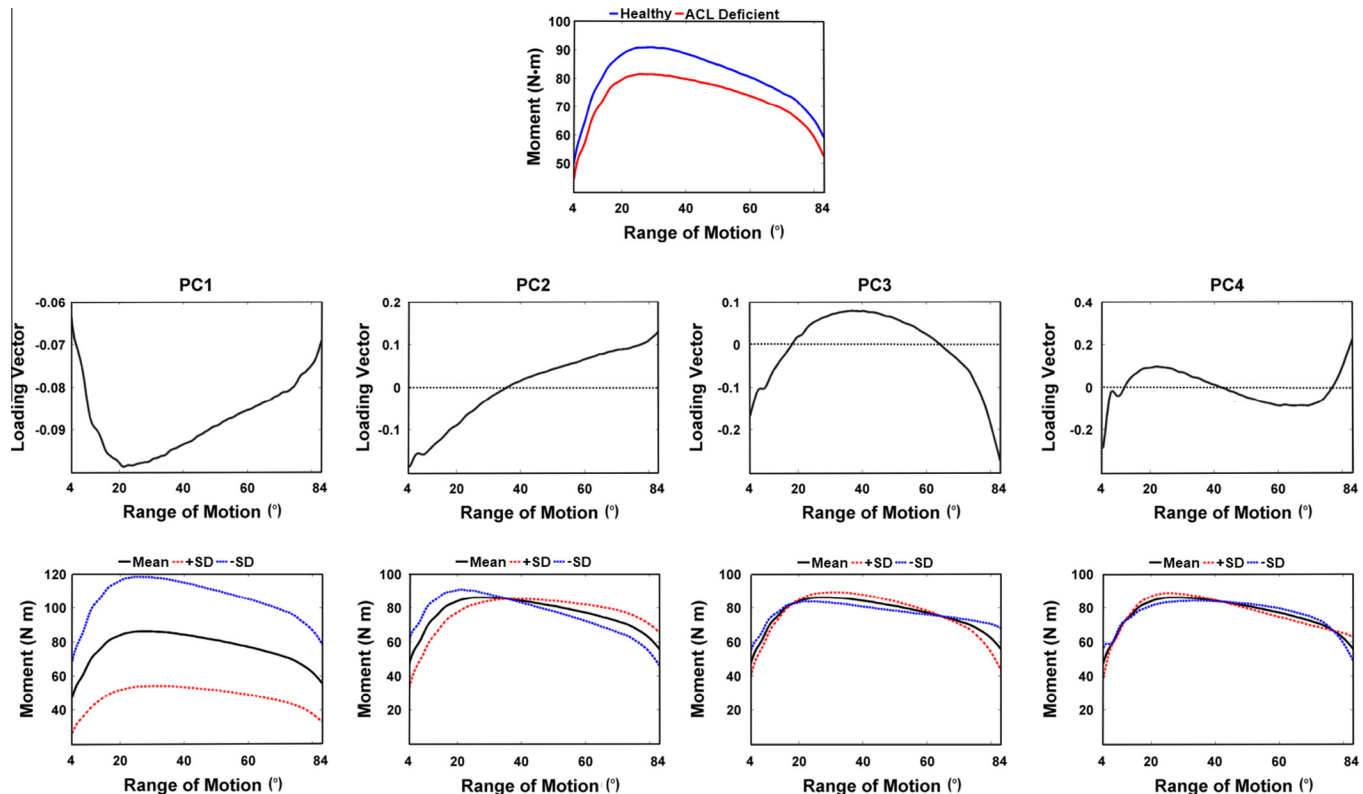 Healthy ACL Deficient
100
90
80
70
60
50
Moment (N•m)
4 20 40 60 84
Range of Motion (°)
PC1
-0.06
-0.07
-0.08
-0.09
Loading Vector
4 20 40 60 84
Range of Motion (°)
PC2
0.2
0.1
0
-0.1
Loading Vector
4 20 40 60 84
Range of Motion (°)
PC3
0.1
0
-0.1
-0.2
Loading Vector
4 20 40 60 84
Range of Motion (°)
PC4
0.4
0.2
0
-0.2
Loading Vector
4 20 40 60 84
Range of Motion (°)
Mean +SD -SD
120
100
80
60
40
Moment (N m)
4 20 40 60 84
Range of Motion (°)
Mean +SD -SD
100
80
60
40
20
Moment (N m)
4 20 40 60 84
Range of Motion (°)
Mean +SD -SD
100
80
60
40
20
Moment (N m)
4 20 40 60 84
Range of Motion (°)
Mean +SD -SD
100
80
60
40
20
Moment (N m)
4 20 40 60 84
Range of Motion (°)